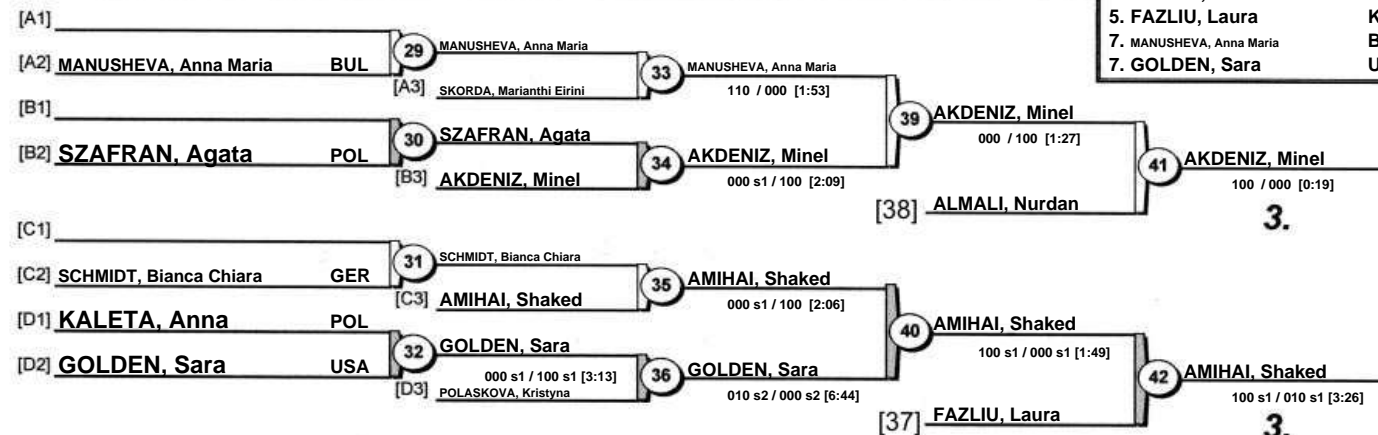 5. FAZLIU, Laura K
7. MANUSHEVA, Anna Maria B
7. GOLDEN, Sara U
[A1]
[A2] MANUSHEVA, Anna Maria BUL
29 MANUSHEVA, Anna Maria
[A3] SKORDA, Marianthi Eirini
33 MANUSHEVA, Anna Maria
110 / 000 [1:53]
[B1]
[B2] SZAFRAN, Agata POL
30 SZAFRAN, Agata
[B3] AKDENIZ, Minel
34 AKDENIZ, Minel
000 s1 / 100 [2:09]
39 AKDENIZ, Minel
000 / 100 [1:27]
[38] ALMALI, Nurdan
41 AKDENIZ, Minel
100 / 000 [0:19]
3.
[C1]
[C2] SCHMIDT, Bianca Chiara GER
31 SCHMIDT, Bianca Chiara
[C3] AMIHAI, Shaked
35 AMIHAI, Shaked
000 s1 / 100 [2:06]
[D1] KALETA, Anna POL
[D2] GOLDEN, Sara USA
32 GOLDEN, Sara
000 s1 / 100 s1 [3:13]
[D3] POLASKOVA, Kristyna
36 GOLDEN, Sara
010 s2 / 000 s2 [6:44]
40 AMIHAI, Shaked
100 s1 / 000 s1 [1:49]
[37] FAZLIU, Laura
42 AMIHAI, Shaked
100 s1 / 010 s1 [3:26]
3.